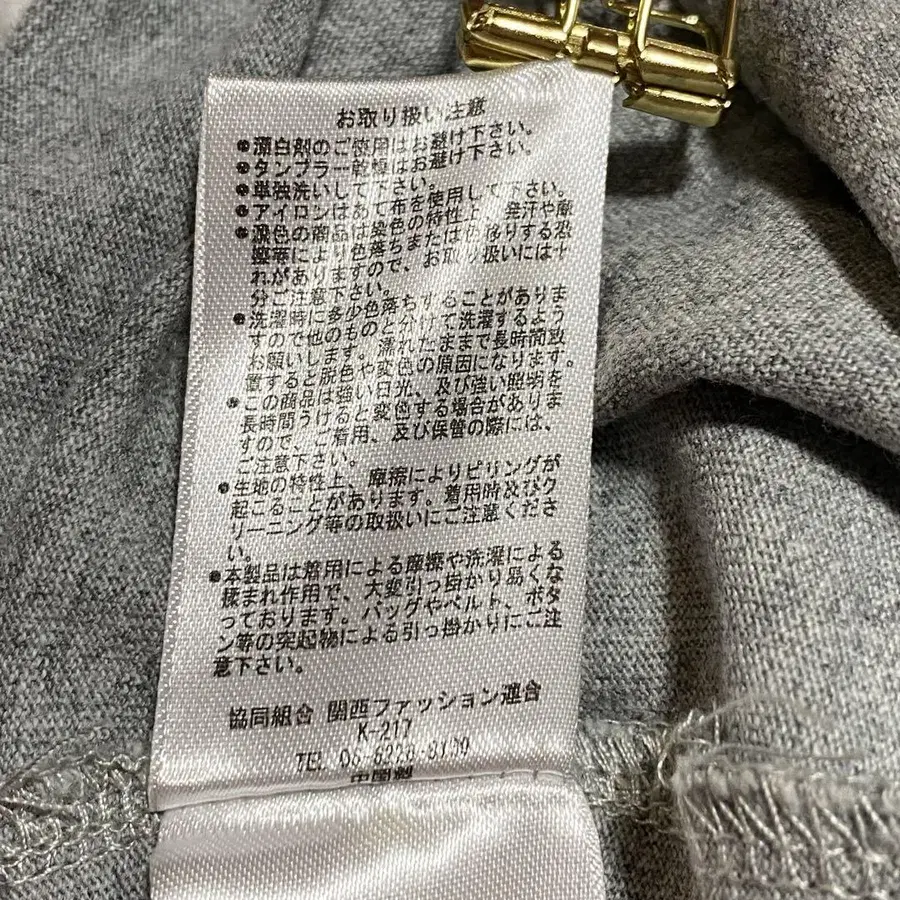 お取り扱い注意
●漂白剤のご使用はお避け下さい。
●タンブラー乾燥はお避け下さい。
●単独洗いして下さい。
●アイロンはあて布を使用して下さい。
●濃色の商品は染色の特性上、発汗や摩
擦等により色落ちまたは色移りする恐
れがありますので、お取り扱いには十
分ご注意下さい。
●洗濯時に多少色落ちすることがありま
すので他のものと分けて洗濯するよう
お願いします。濡れたままで長時間放
置すると脱色や変色の原因になります。
●この商品は強い日光、及び強い照明を
長時間うけると変色する場合がありま
すので、ご着用、及び保管の際には、
ご注意下さい。
●生地の特性上、摩擦によりピリングが
起こることがあります。着用時及びク
リーニング等の取扱いにご注意くださ
い。
●本製品は着用による摩擦や洗濯による
揉まれ作用で、大変引っ掛かり易くな
っております。バッグやベルト、ボタ
ン等の突起物による引っ掛かりにご注
意下さい。
協同組合 関西ファッション連合
K-217
TEL 06
中国製